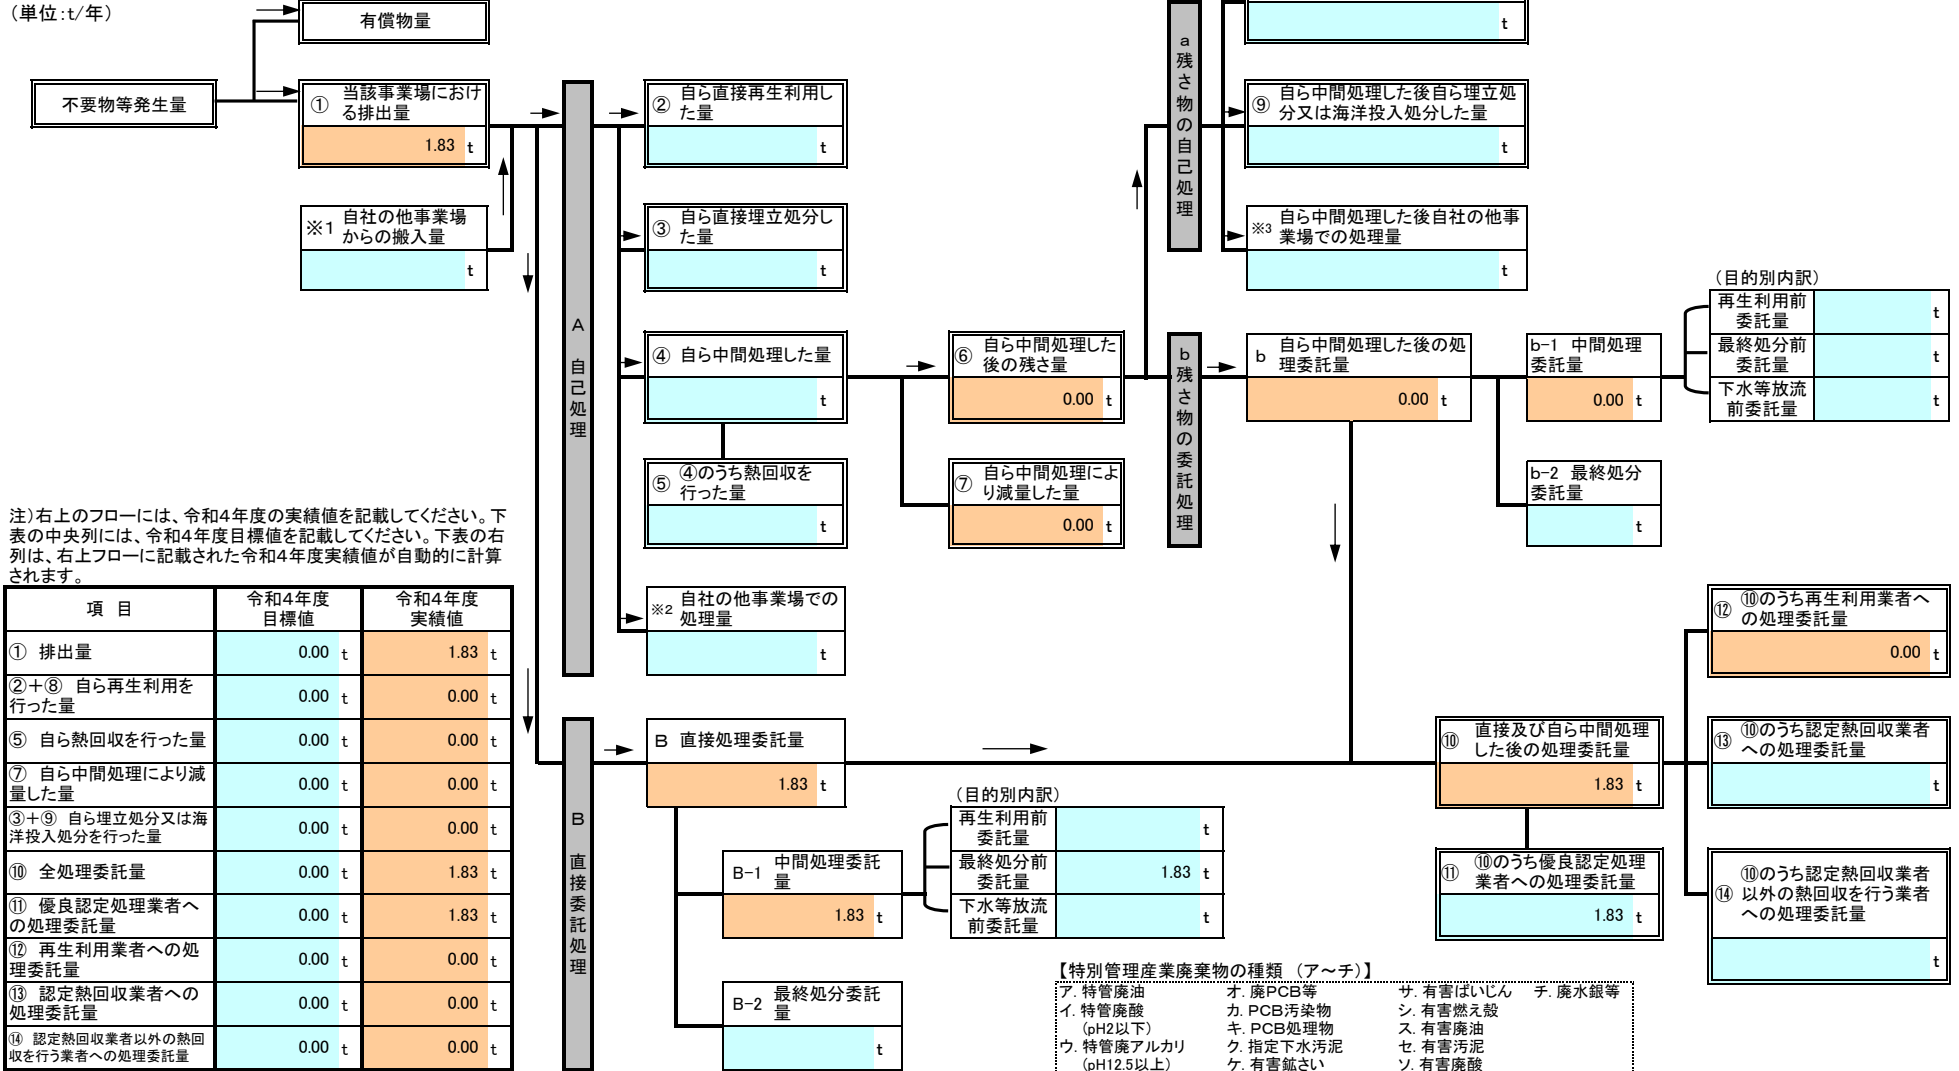 （単位：t/年）
有償物量
不要物等発生量
① 当該事業場におけ
る排出量
1.83 t
※1 自社の他事業場
からの搬入量
t
A 自己処理
② 自ら直接再生利用し
た量
t
③ 自ら直接埋立処分し
た量
t
④ 自ら中間処理した量
t
⑤ ④のうち熱回収を
行った量
t
※2 自社の他事業場での
処理量
t
⑥ 自ら中間処理した
後の残さ量
0.00 t
⑦ 自ら中間処理によ
り減量した量
0.00 t
a 残さ物の自己処理
t
⑨ 自ら中間処理した後自ら埋立処
分又は海洋投入処分した量
t
※3 自ら中間処理した後自社の他事
業場での処理量
t
b 残さ物の委託処理
b 自ら中間処理した後の処
理委託量
0.00 t
b-1 中間処理
委託量
0.00 t
b-2 最終処分
委託量
t
（目的別内訳）
再生利用前
委託量
t
最終処分前
委託量
t
下水等放流
前委託量
t
注）右上のフローには、令和４年度の実績値を記載してください。下
表の中央列には、令和４年度目標値を記載してください。下表の右
列は、右上フローに記載された令和４年度実績値が自動的に計算
されます。
項 目 令和４年度
目標値 令和４年度
実績値
① 排出量 0.00 t 1.83 t
②＋⑧ 自ら再生利用を
行った量 0.00 t 0.00 t
⑤ 自ら熱回収を行った量 0.00 t 0.00 t
⑦ 自ら中間処理により減
量した量 0.00 t 0.00 t
③＋⑨ 自ら埋立処分又は海
洋投入処分を行った量 0.00 t 0.00 t
⑩ 全処理委託量 0.00 t 1.83 t
⑪ 優良認定処理業者へ
の処理委託量 0.00 t 1.83 t
⑫ 再生利用業者への処
理委託量 0.00 t 0.00 t
⑬ 認定熱回収業者への
処理委託量 0.00 t 0.00 t
⑭ 認定熱回収業者以外の熱回
収を行う業者への処理委託量 0.00 t 0.00 t
B 直接委託処理
B 直接処理委託量
1.83 t
B-1 中間処理委託
量
1.83 t
B-2 最終処分委託
量
t
（目的別内訳）
再生利用前
委託量
t
最終処分前
委託量
1.83 t
下水等放流
前委託量
t
⑩ 直接及び自ら中間処理
した後の処理委託量
1.83 t
⑪ ⑩のうち優良認定処理
業者への処理委託量
1.83 t
⑫ ⑩のうち再生利用業者へ
の処理委託量
0.00 t
⑬ ⑩のうち認定熱回収業者
への処理委託量
t
⑭ ⑩のうち認定熱回収業者
以外の熱回収を行う業者
への処理委託量
t
【特別管理産業廃棄物の種類 （ア～チ）】
ア. 特管廃油 オ. 廃PCB等 サ. 有害ばいじん チ. 廃水銀等
イ. 特管廃酸 カ. PCB汚染物 シ. 有害燃え殻
（pH2以下） キ. PCB処理物 ス. 有害廃油
ウ. 特管廃アルカリ ク. 指定下水汚泥 セ. 有害汚泥
（pH12.5以上） ケ. 有害鉱さい ソ. 有害廃酸